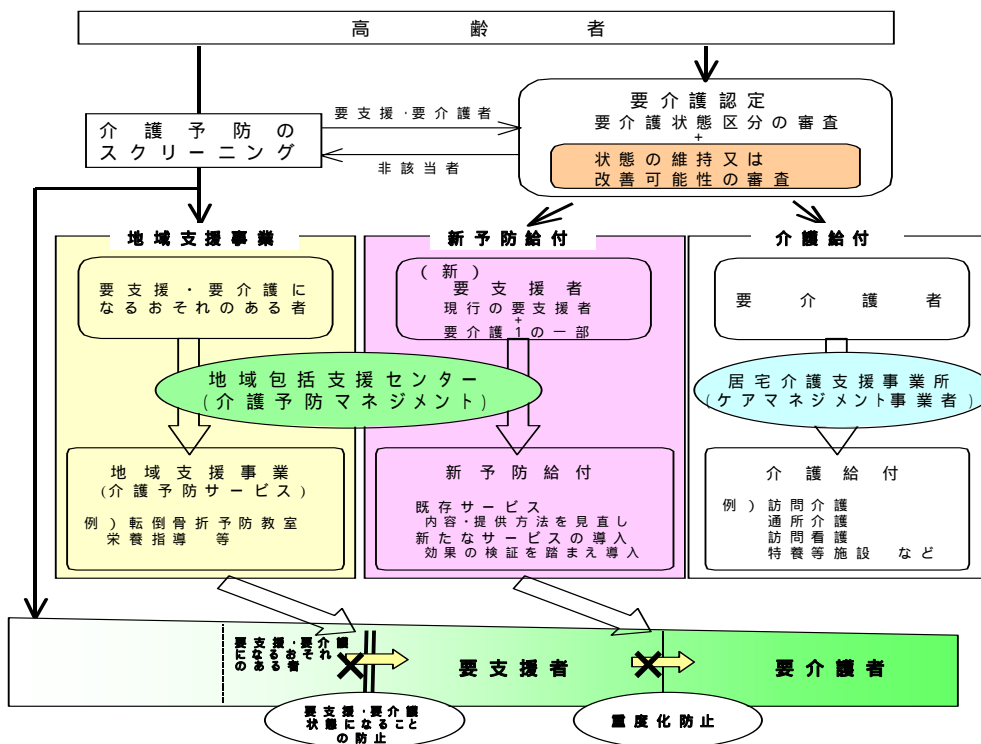 高齢者
介護予防の
スクリーニング
要支援・要介護者
非該当者
要介護認定
要介護状態区分の審査
+
状態の維持又は
改善可能性の審査
地域支援事業
要支援・要介護に
なるおそれのある者
新予防給付
(新)
要支援者
現行の要支援者
+
要介護1の一部
介護給付
要介護者
地域包括支援センター
(介護予防マネジメント)
居宅介護支援事業所
(ケアマネジメント事業者)
地域支援事業
(介護予防サービス)
例)転倒骨折予防教室
栄養指導 等
新予防給付
既存サービス
内容・提供方法を見直し
新たなサービスの導入
効果の検証を踏まえ導入
介護給付
例)訪問介護
通所介護
訪問看護
特養等施設 など
要支援・要介護
になるおそれ
のある者
要支援者
要介護者
要支援・要介護
状態になること
の防止
重度化防止